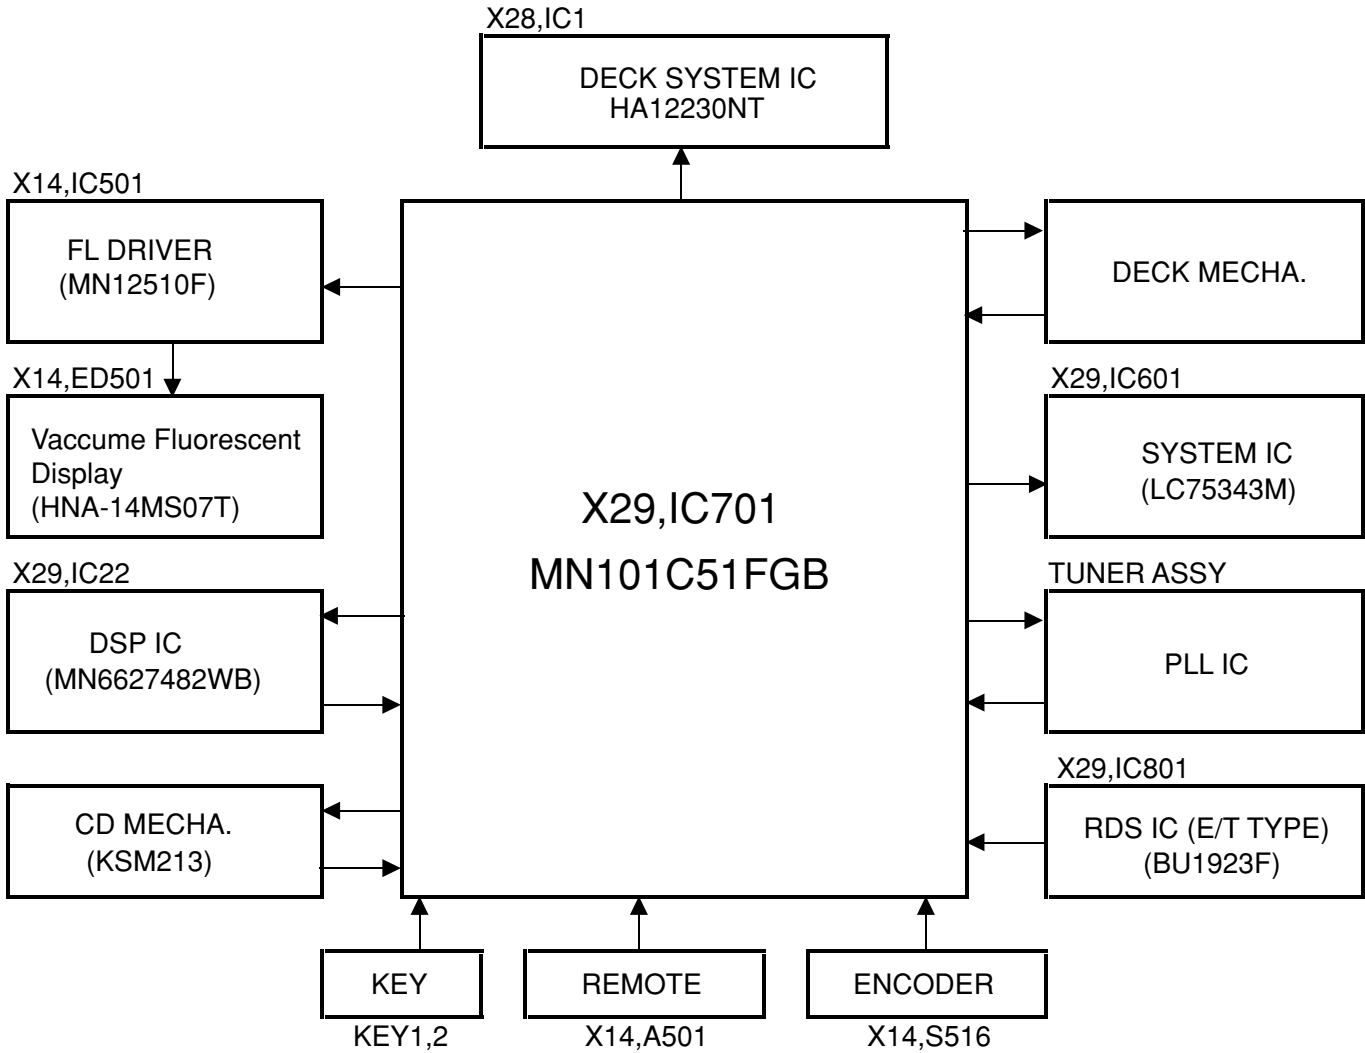 X28,IC1
DECK SYSTEM IC
HA12230NT
X14,IC501
FL DRIVER
(MN12510F)
X14,ED501
Vaccume Fluorescent
Display
(HNA-14MS07T)
X29,IC22
DSP IC
(MN6627482WB)
CD MECHA.
(KSM213)
X29,IC701
MN101C51FGB
DECK MECHA.
X29,IC601
SYSTEM IC
(LC75343M)
TUNER ASSY
PLL IC
X29,IC801
RDS IC (E/T TYPE)
(BU1923F)
KEY
KEY1,2
REMOTE
X14,A501
ENCODER
X14,S516